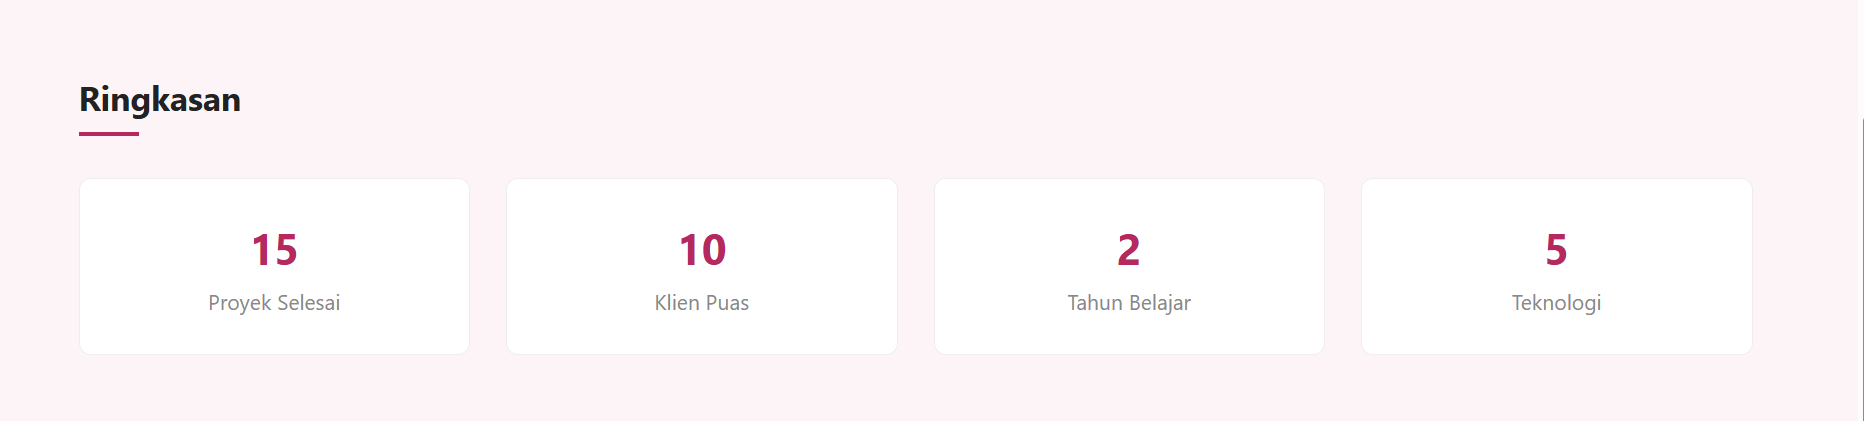 Ringkasan
15
Proyek Selesai
10
Klien Puas
2
Tahun Belajar
5
Teknologi